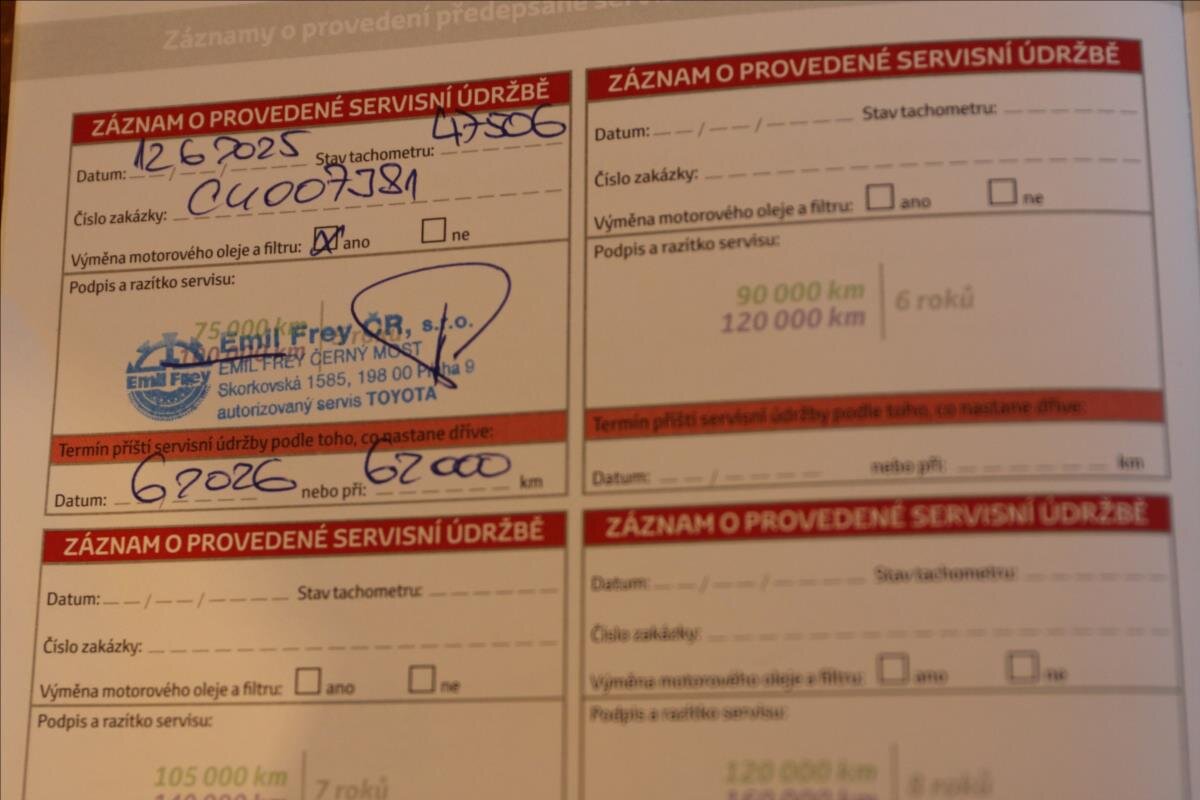 Záznamy o provedení předepsané
ZÁZNAM O PROVEDENÉ SERVISNÍ ÚDRŽBĚ
Datum: 12 6 2025 Stav tachometru: 47506
Číslo zakázky:
Výměna motorového oleje a filtru: ano ne
Podpis a razítko servisu:
75 000 km
Emil Frey ČR, s.r.o.
EMIL FREY ČERNÝ MOST
Skorkovská 1585, 198 00 Praha 9
autorizovaný servis TOYOTA
Emil Frey
Termín příští servisní údržby podle toho, co nastane dříve:
Datum: 6 2026 nebo při: 62 000 km
ZÁZNAM O PROVEDENÉ SERVISNÍ ÚDRŽBĚ
Datum: / / Stav tachometru:
Číslo zakázky:
Výměna motorového oleje a filtru: ano ne
Podpis a razítko servisu:
90 000 km
120 000 km
6 roků
Termín příští servisní údržby podle toho, co nastane dříve:
Datum: / nebo při: km
ZÁZNAM O PROVEDENÉ SERVISNÍ ÚDRŽBĚ
Datum: / / Stav tachometru:
Číslo zakázky:
Výměna motorového oleje a filtru: ano ne
Podpis a razítko servisu:
105 000 km
7 roků
ZÁZNAM O PROVEDENÉ SERVISNÍ ÚDRŽBĚ
Datum: / / Stav tachometru:
Číslo zakázky:
Výměna motorového oleje a filtru: ano ne
Podpis a razítko servisu:
120 000 km
160 000 km
8 roků